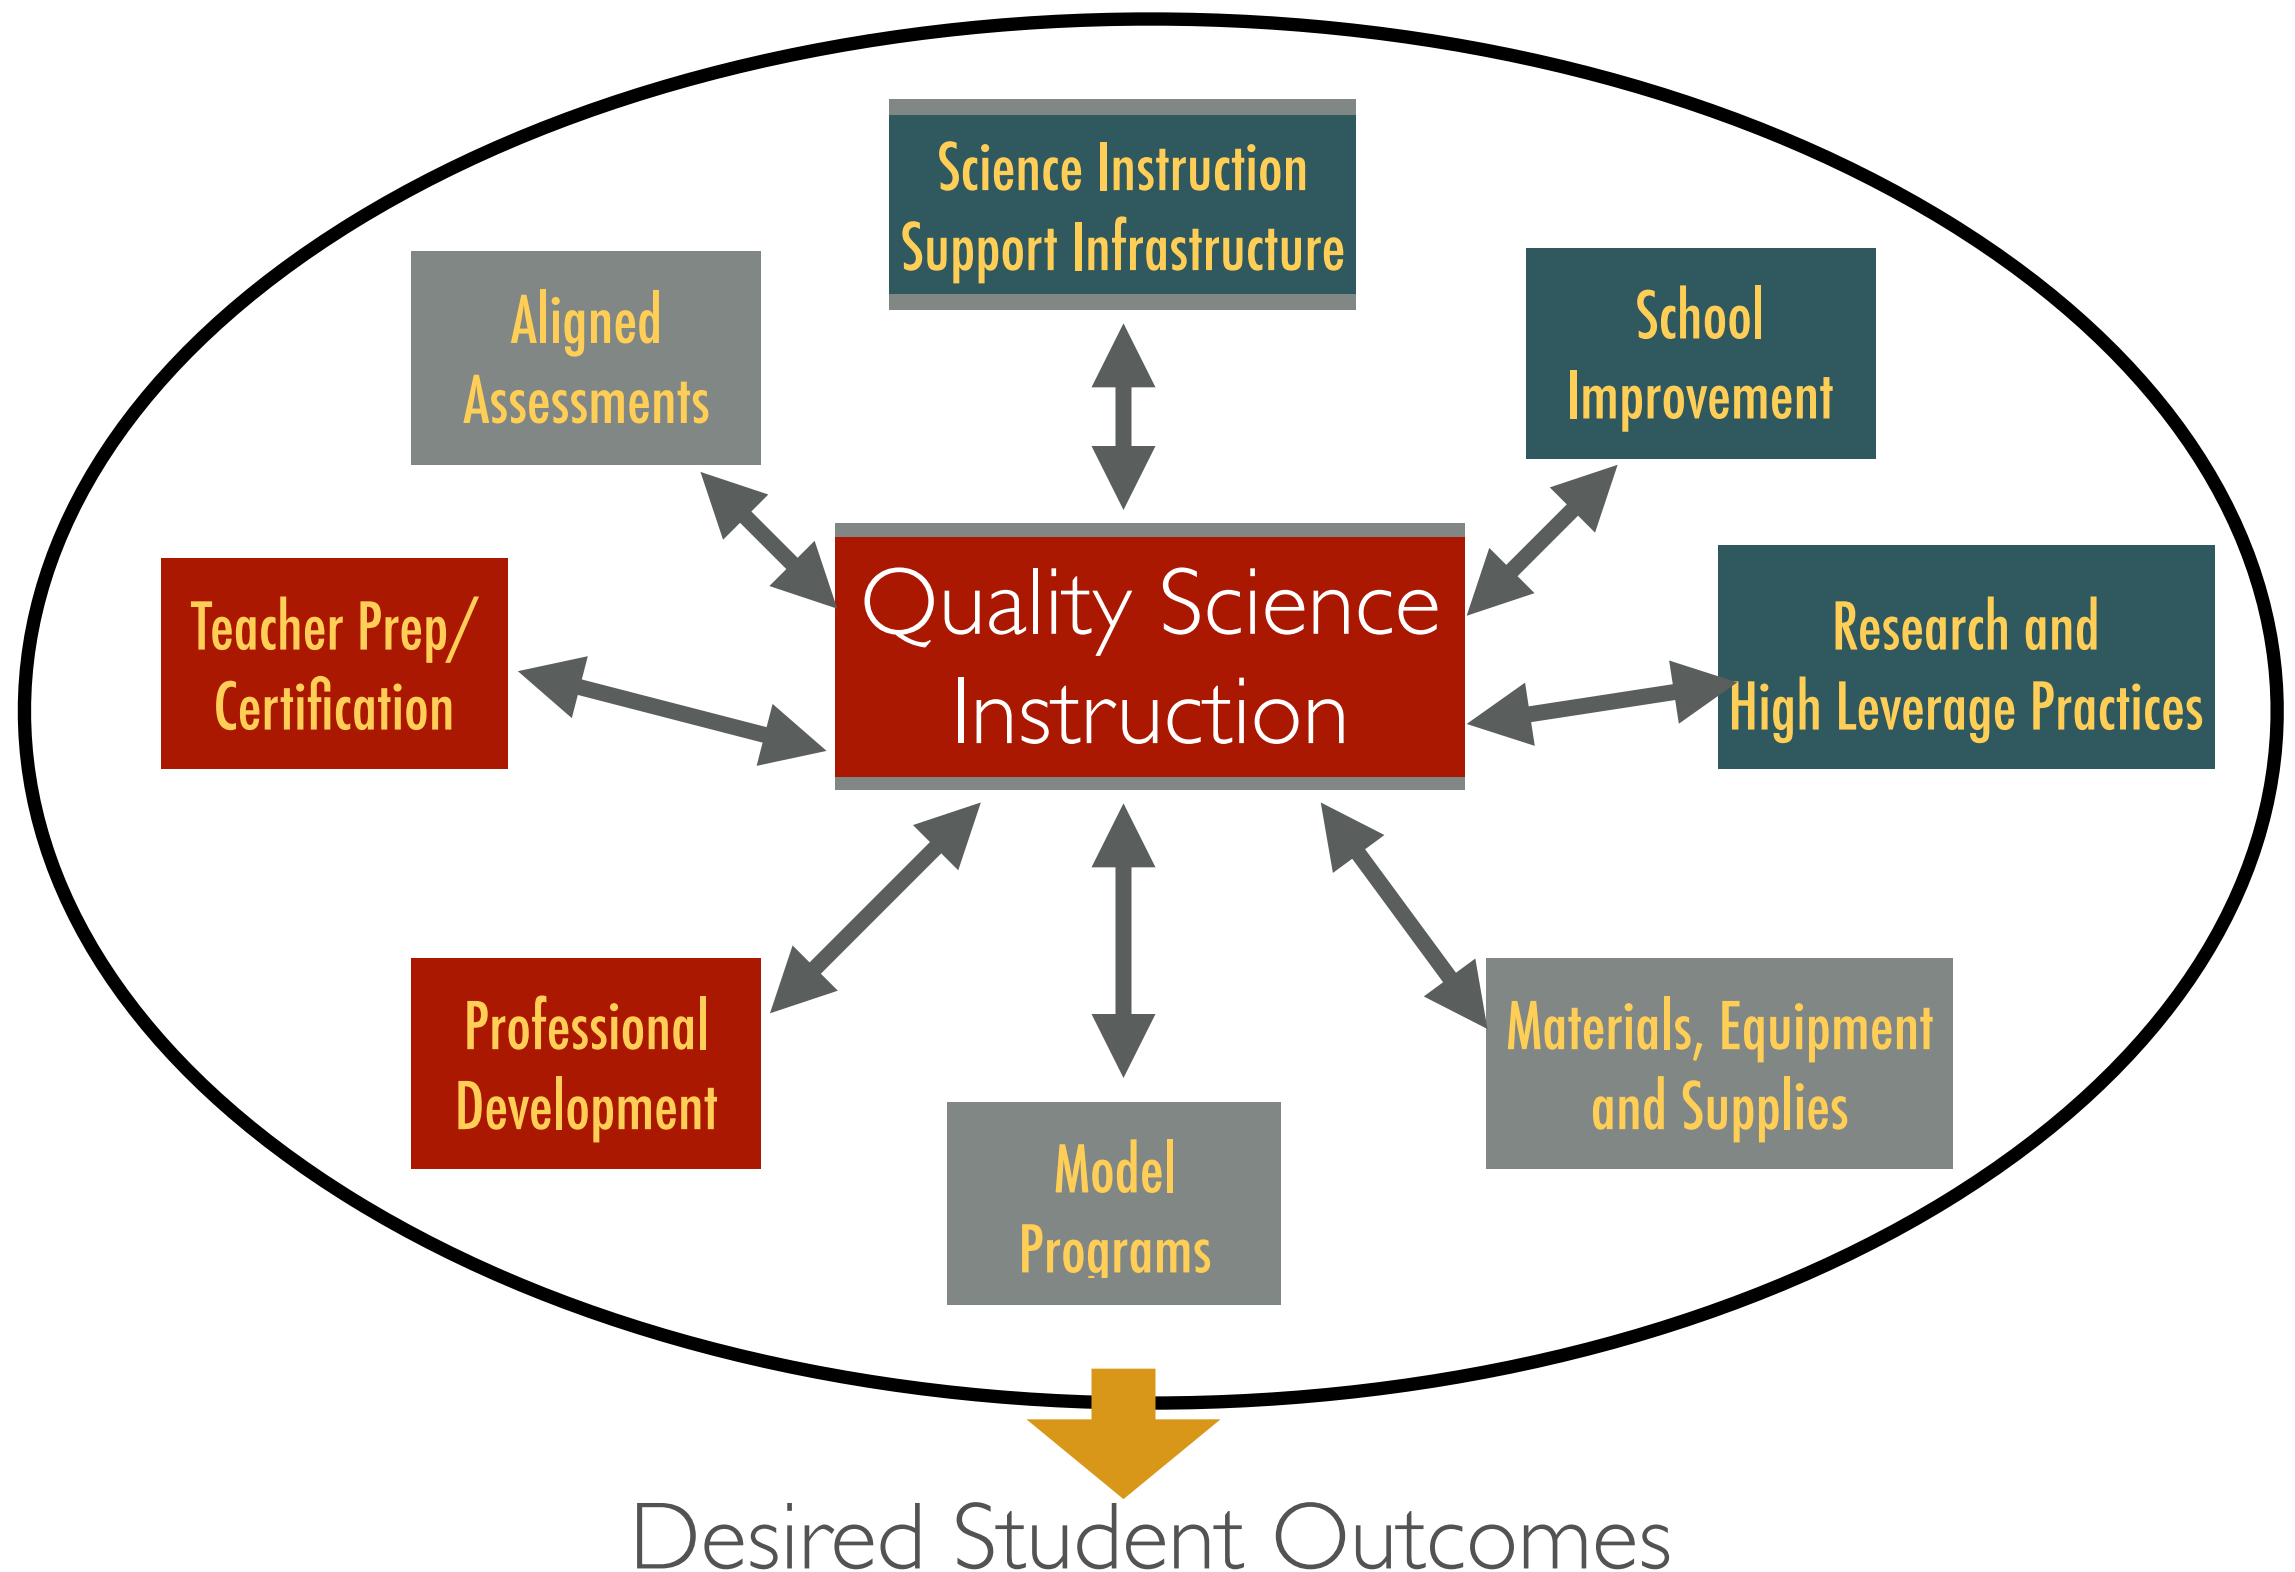 Science Instruction
Support Infrastructure
Aligned
Assessments
School
Improvement
Quality Science
Instruction
Teacher Prep/
Certification
Research and
High Leverage Practices
Professional
Development
Materials, Equipment
and Supplies
Model
Programs
Desired Student Outcomes